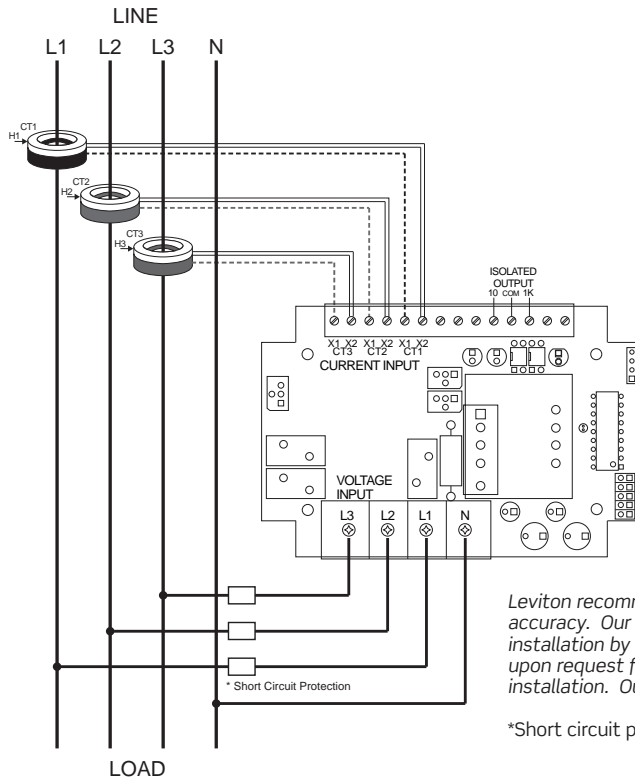 LINE
L1 L2 L3 N
CT1
H1
CT2
H2
CT3
H3
ISOLATED
OUTPUT
10 COM 1K
X1 X2 X1 X2 X1 X2
CT3 CT2 CT1
CURRENT INPUT
VOLTAGE
INPUT
L3 L2 L1 N
* Short Circuit Protection
Leviton
accuracy. Our
installation by
upon request
installation.
*Short circuit
LOAD